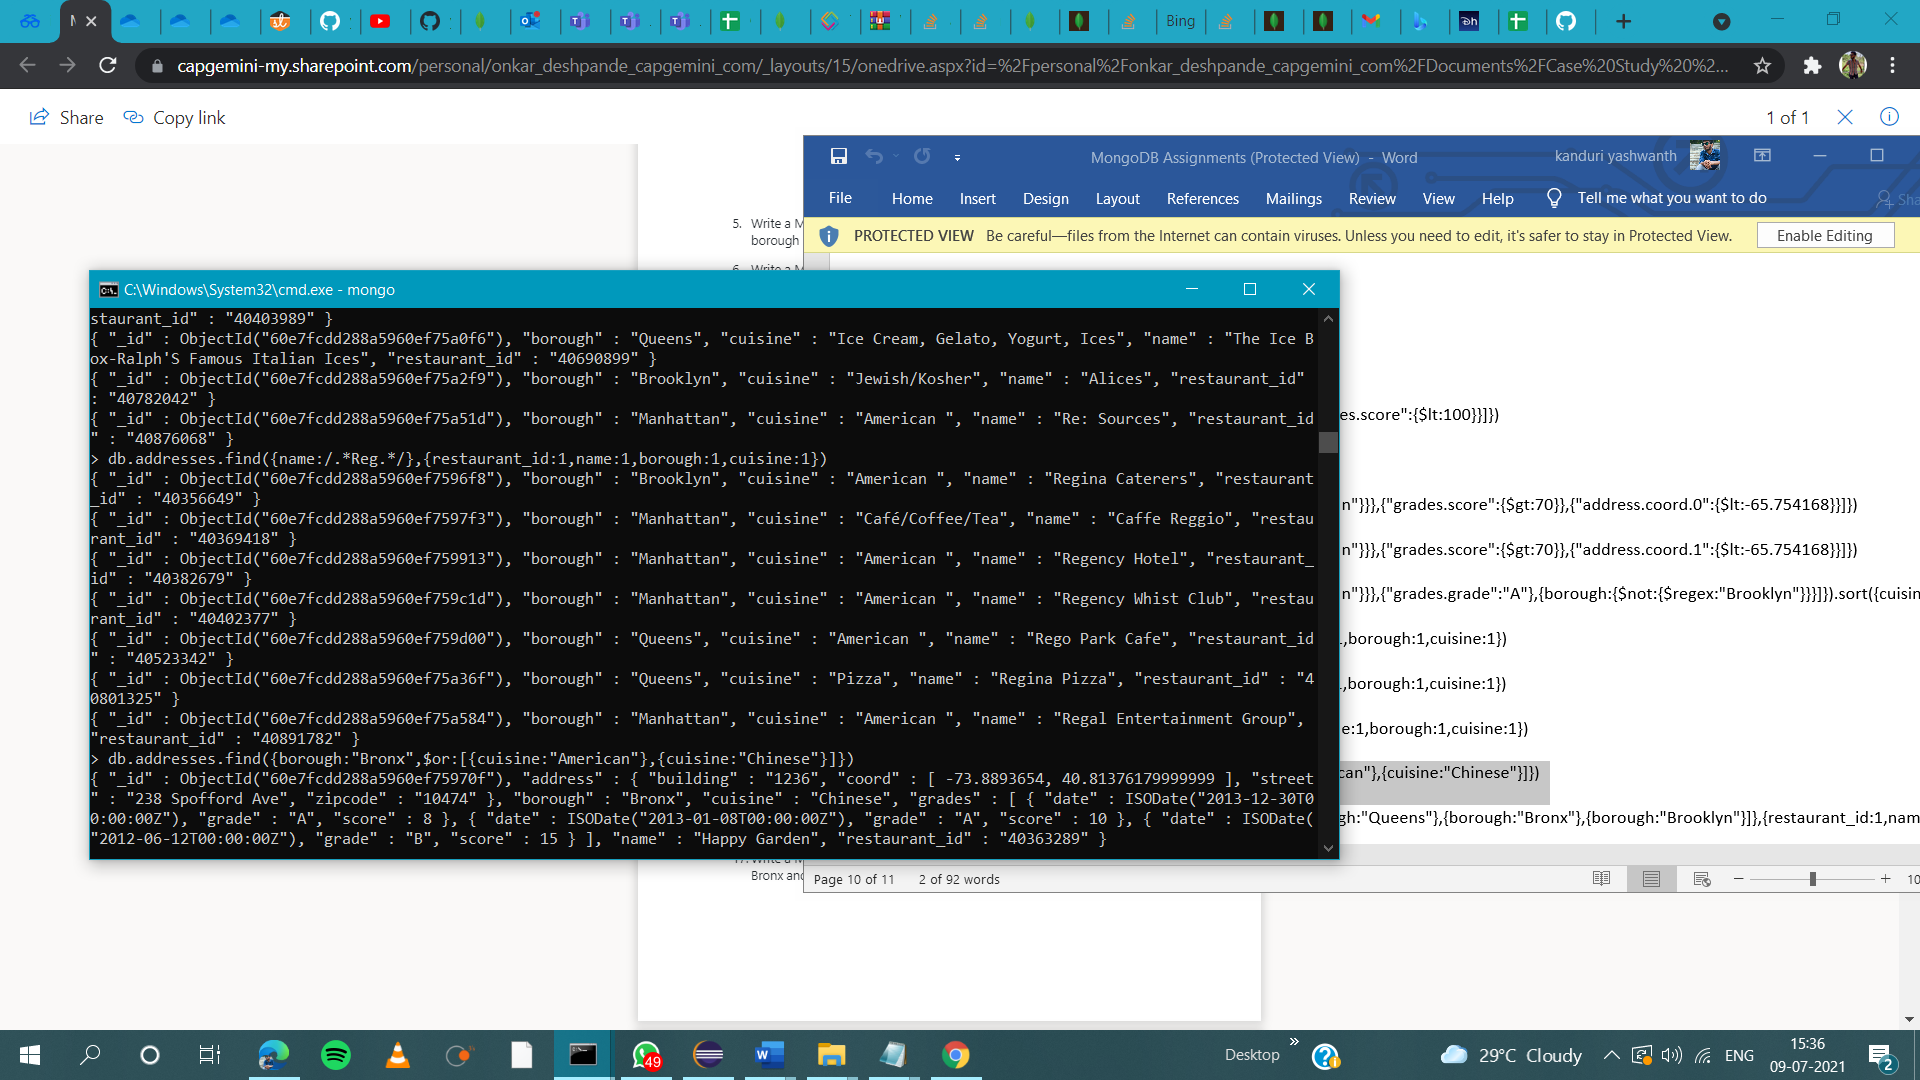 Bing
capgemini-my.sharepoint.com/personal/onkar_deshpande_capgemini_com/_layouts/15/onedrive.aspx?id=%2Fpersonal%2Fonkar_deshpande_capgemini_com%2FDocuments%2FCase%20Study%20%2...
Share
Copy link
1 of 1
MongoDB Assignments (Protected View) - Word
kanduri yashwanth
File
Home
Insert
Design
Layout
References
Mailings
Review
View
Help
Tell me what you want to do
PROTECTED VIEW Be careful—files from the Internet can contain viruses. Unless you need to edit, it's safer to stay in Protected View.
Enable Editing
5. Write a M
borough
C:\Windows\System32\cmd.exe - mongo
staurant_id" : "40403989" }
{ "_id" : ObjectId("60e7fcdd288a5960ef75a0f6"), "borough" : "Queens", "cuisine" : "Ice Cream, Gelato, Yogurt, Ices", "name" : "The Ice B
ox-Ralph'S Famous Italian Ices", "restaurant_id" : "40690899" }
{ "_id" : ObjectId("60e7fcdd288a5960ef75a2f9"), "borough" : "Brooklyn", "cuisine" : "Jewish/Kosher", "name" : "Alices", "restaurant_id"
: "40782042" }
{ "_id" : ObjectId("60e7fcdd288a5960ef75a51d"), "borough" : "Manhattan", "cuisine" : "American ", "name" : "Re: Sources", "restaurant_id
" : "40876068" }
> db.addresses.find({name:/.*Reg.*/},{restaurant_id:1,name:1,borough:1,cuisine:1})
{ "_id" : ObjectId("60e7fcdd288a5960ef7596f8"), "borough" : "Brooklyn", "cuisine" : "American ", "name" : "Regina Caterers", "restaurant
_id" : "40356649" }
{ "_id" : ObjectId("60e7fcdd288a5960ef7597f3"), "borough" : "Manhattan", "cuisine" : "Café/Coffee/Tea", "name" : "Caffe Reggio", "restau
rant_id" : "40369418" }
{ "_id" : ObjectId("60e7fcdd288a5960ef759913"), "borough" : "Manhattan", "cuisine" : "American ", "name" : "Regency Hotel", "restaurant_
id" : "40382679" }
{ "_id" : ObjectId("60e7fcdd288a5960ef759c1d"), "borough" : "Manhattan", "cuisine" : "American ", "name" : "Regency Whist Club", "restau
rant_id" : "40402377" }
{ "_id" : ObjectId("60e7fcdd288a5960ef759d00"), "borough" : "Queens", "cuisine" : "American ", "name" : "Rego Park Cafe", "restaurant_id
" : "40523342" }
{ "_id" : ObjectId("60e7fcdd288a5960ef75a36f"), "borough" : "Queens", "cuisine" : "Pizza", "name" : "Regina Pizza", "restaurant_id" : "4
0801325" }
{ "_id" : ObjectId("60e7fcdd288a5960ef75a584"), "borough" : "Manhattan", "cuisine" : "American ", "name" : "Regal Entertainment Group",
"restaurant_id" : "40891782" }
> db.addresses.find({borough:"Bronx",$or:[{cuisine:"American"},{cuisine:"Chinese"}]})
{ "_id" : ObjectId("60e7fcdd288a5960ef75970f"), "address" : { "building" : "1236", "coord" : [ -73.8893654, 40.81376179999999 ], "street
" : "238 Spofford Ave", "zipcode" : "10474" }, "borough" : "Bronx", "cuisine" : "Chinese", "grades" : [ { "date" : ISODate("2013-12-30T0
0:00:00Z"), "grade" : "A", "score" : 8 }, { "date" : ISODate("2013-01-08T00:00:00Z"), "grade" : "A", "score" : 10 }, { "date" : ISODate(
"2012-06-12T00:00:00Z"), "grade" : "B", "score" : 15 } ], "name" : "Happy Garden", "restaurant_id" : "40363289" }
es.score":{$lt:100}}]})
n"}}},{"grades.score":{$gt:70}},{"address.coord.0":{$lt:-65.754168}}]})
n"}}},{"grades.score":{$gt:70}},{"address.coord.1":{$lt:-65.754168}}]})
n"}}},{"grades.grade":"A"},{borough:{$not:{$regex:"Brooklyn"}}}]}).sort({cuisin
,borough:1,cuisine:1})
,borough:1,cuisine:1})
e:1,borough:1,cuisine:1})
can"},{cuisine:"Chinese"}]})
gh:"Queens"},{borough:"Bronx"},{borough:"Brooklyn"}]},{restaurant_id:1,nam
Bronx and
Page 10 of 11
2 of 92 words
10
49
Desktop
29°C Cloudy
ENG
15:36
09-07-2021
2